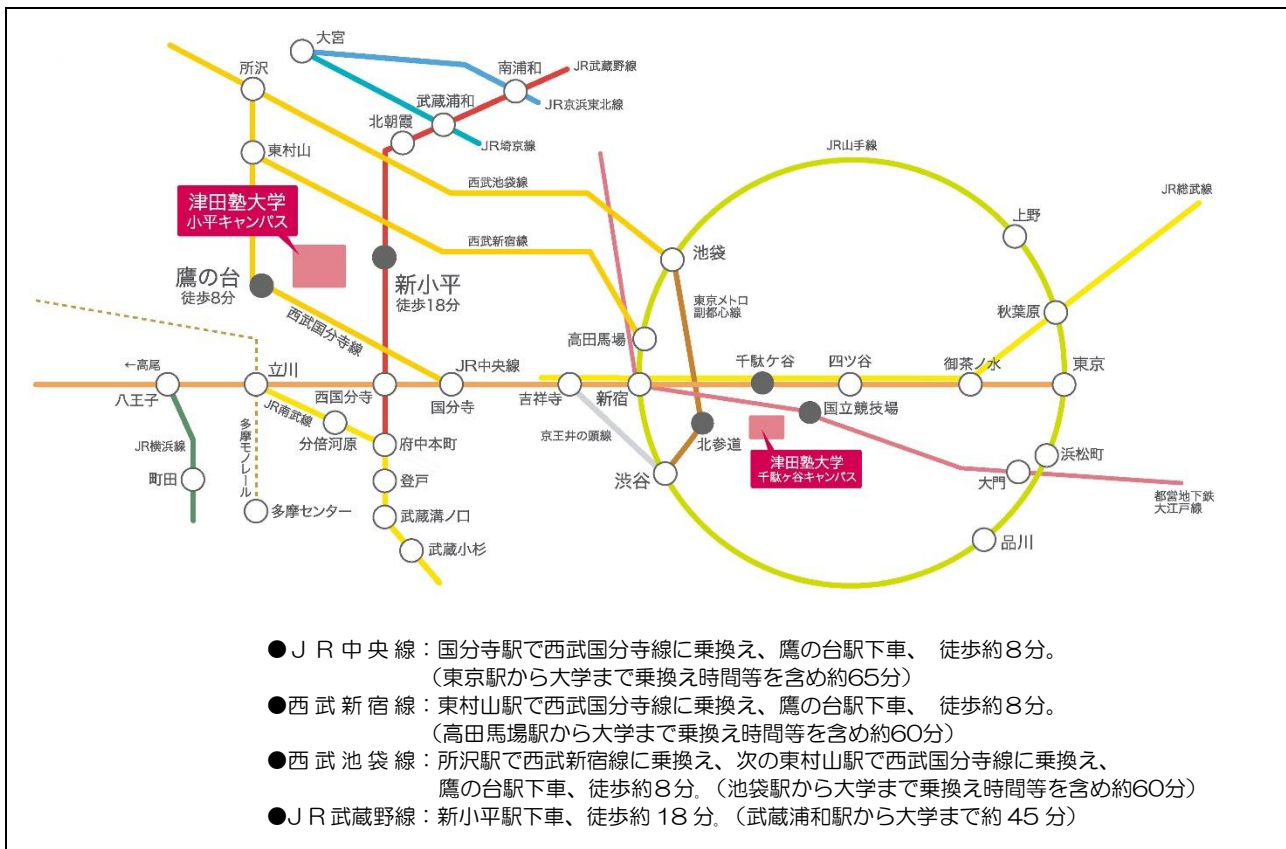 大宮
所沢
南浦和
JR武蔵野線
武蔵浦和
JR京浜東北線
北朝霞
JR埼京線
東村山
JR山手線
西武池袋線
JR総武線
津田塾大学
小平キャンパス
上野
西武新宿線
池袋
鷹の台
徒歩8分
新小平
徒歩18分
東京メトロ
副都心線
秋葉原
西武国分寺線
高田馬場
千駄ケ谷
四ツ谷
御茶ノ水
東京
←高尾
立川
JR中央線
八王子
西国分寺
国分寺
吉祥寺
新宿
国立競技場
JR南武線
多摩モノレール
分倍河原
府中本町
京王井の頭線
北参道
JR横浜線
浜松町
津田塾大学
千駄ヶ谷キャンパス
町田
登戸
渋谷
大門
都営地下鉄
大江戸線
多摩センター
武蔵溝ノ口
武蔵小杉
品川
●ＪＲ中央線：国分寺駅で西武国分寺線に乗換え、鷹の台駅下車、　徒歩約８分。
（東京駅から大学まで乗換え時間等を含め約65分）
●西武新宿線：東村山駅で西武国分寺線に乗換え、鷹の台駅下車、　徒歩約８分。
（高田馬場駅から大学まで乗換え時間等を含め約60分）
●西武池袋線：所沢駅で西武新宿線に乗換え、次の東村山駅で西武国分寺線に乗換え、
鷹の台駅下車、徒歩約８分。（池袋駅から大学まで乗換え時間等を含め約60分）
●ＪＲ武蔵野線：新小平駅下車、徒歩約 18 分。（武蔵浦和駅から大学まで約 45 分）